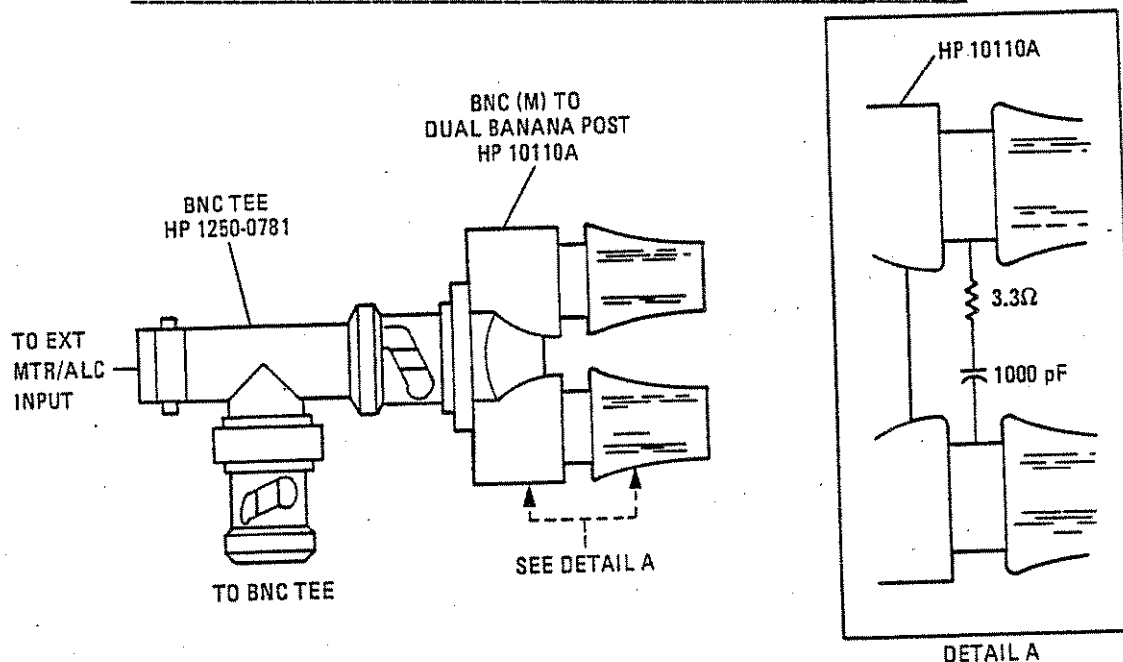 BNC TEE
HP 1250-0781
BNC (M) TO
DUAL BANANA POST
HP 10110A
TO EXT
MTR/ALC
INPUT
TO BNC TEE
SEE DETAIL A
HP 10110A
3.3Ω
1000 pF
DETAIL A